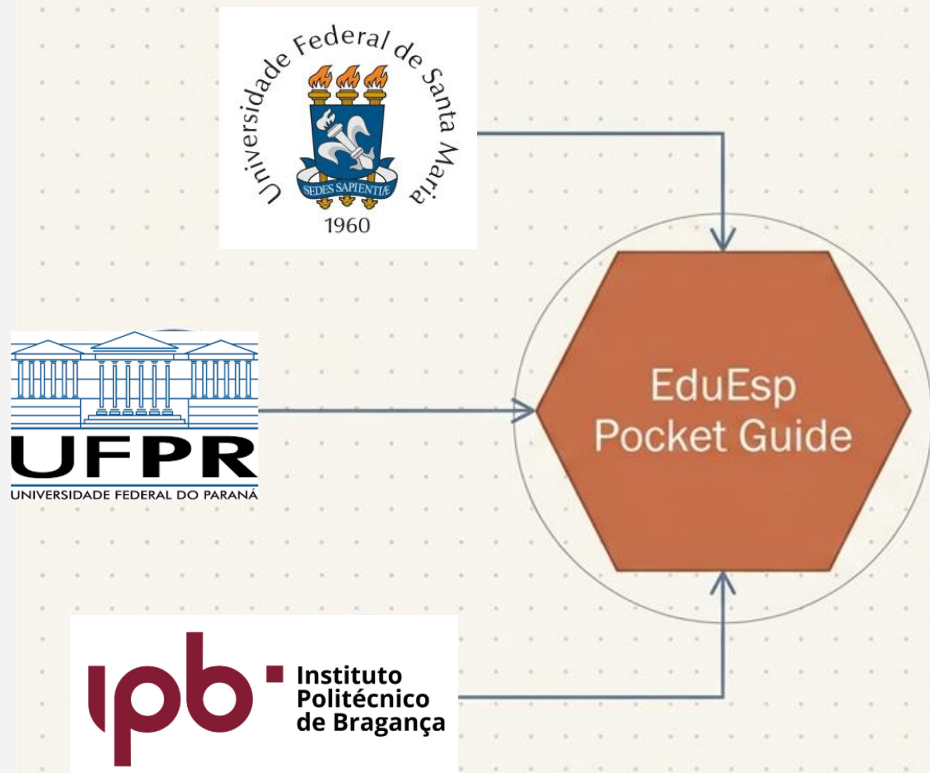 Universidade Federal de Santa Maria
SEDES SAPIENTIÆ
1960
UFPR
UNIVERSIDADE FEDERAL DO PARANÁ
EduEsp
Pocket Guide
ipb
Instituto
Politécnico
de Bragança